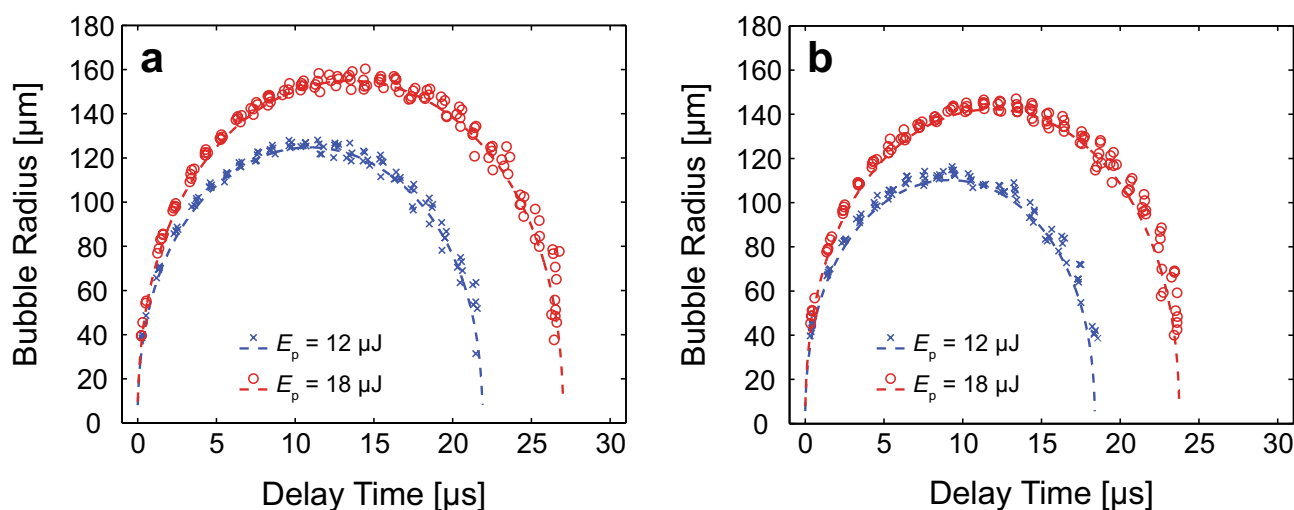 a
Bubble Radius [µm]
180
160
140
120
100
80
60
40
20
0
E_p = 12 µJ
E_p = 18 µJ
0 5 10 15 20 25 30
Delay Time [µs]
b
Bubble Radius [µm]
180
160
140
120
100
80
60
40
20
0
E_p = 12 µJ
E_p = 18 µJ
0 5 10 15 20 25 30
Delay Time [µs]